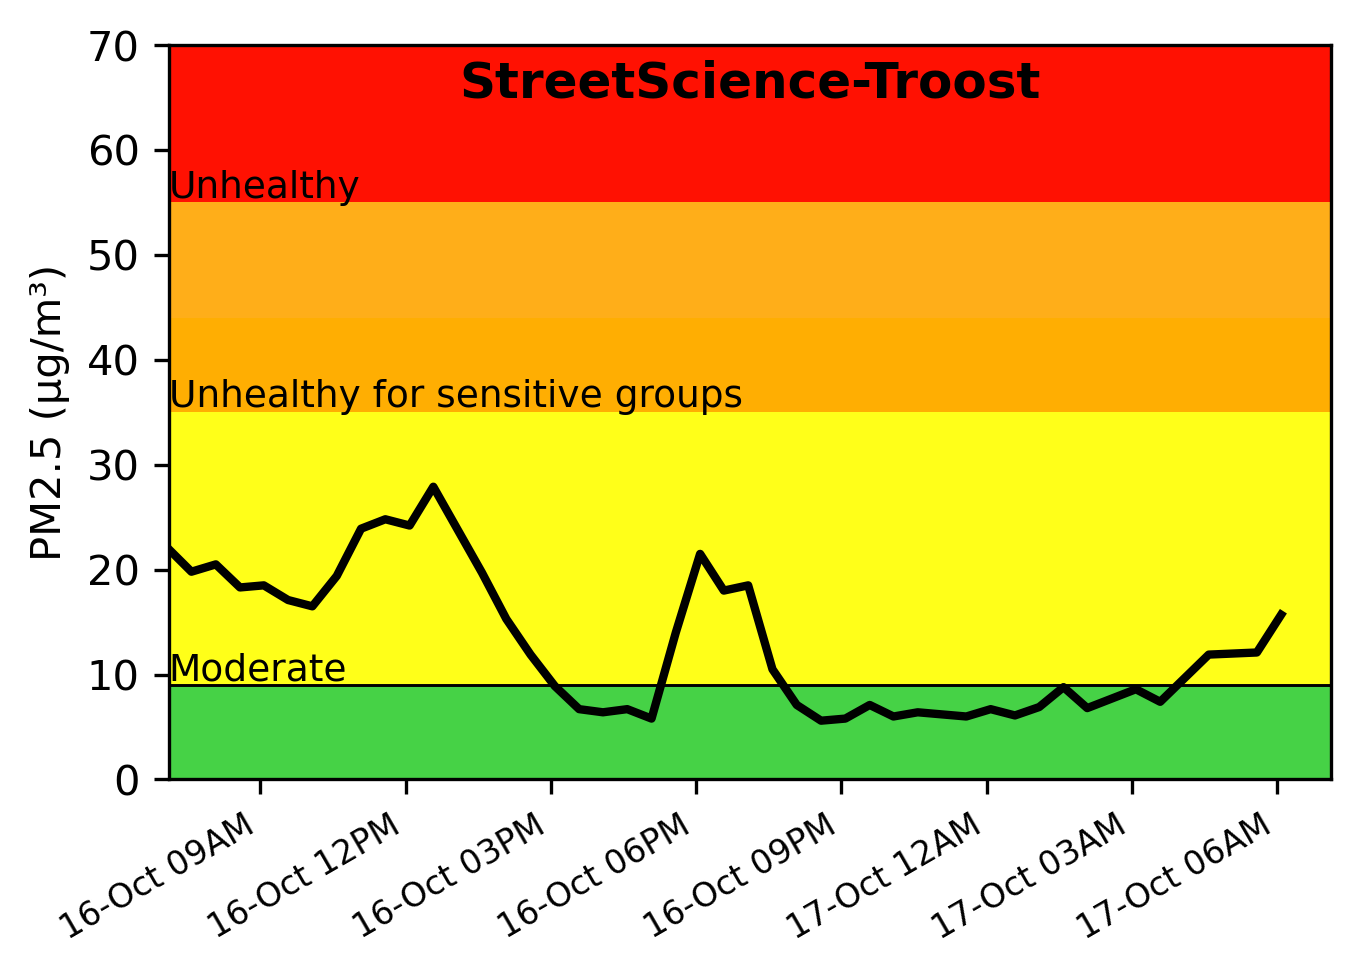 StreetScience-Troost
PM2.5 (µg/m³)
70
60
50
40
30
20
10
0
Unhealthy
Unhealthy for sensitive groups
Moderate
16-Oct 09AM
16-Oct 12PM
16-Oct 03PM
16-Oct 06PM
16-Oct 09PM
17-Oct 12AM
17-Oct 03AM
17-Oct 06AM